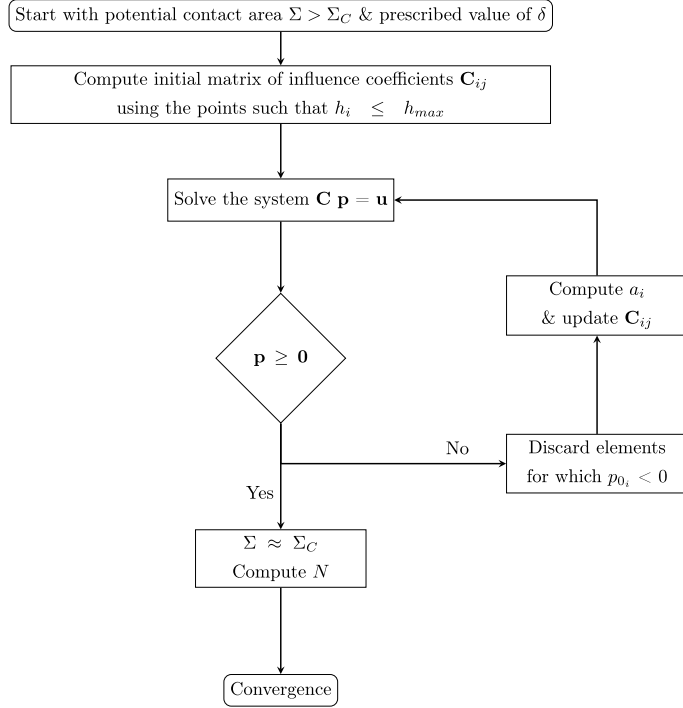 Start with potential contact area Σ > Σ_C & prescribed value of δ
Compute initial matrix of influence coefficients C_ij
using the points such that h_i ≤ h_max
Solve the system C p = u
Compute a_i
& update C_ij
p ≥ 0
No
Discard elements
for which p_0_i < 0
Yes
Σ ≈ Σ_C
Compute N
Convergence